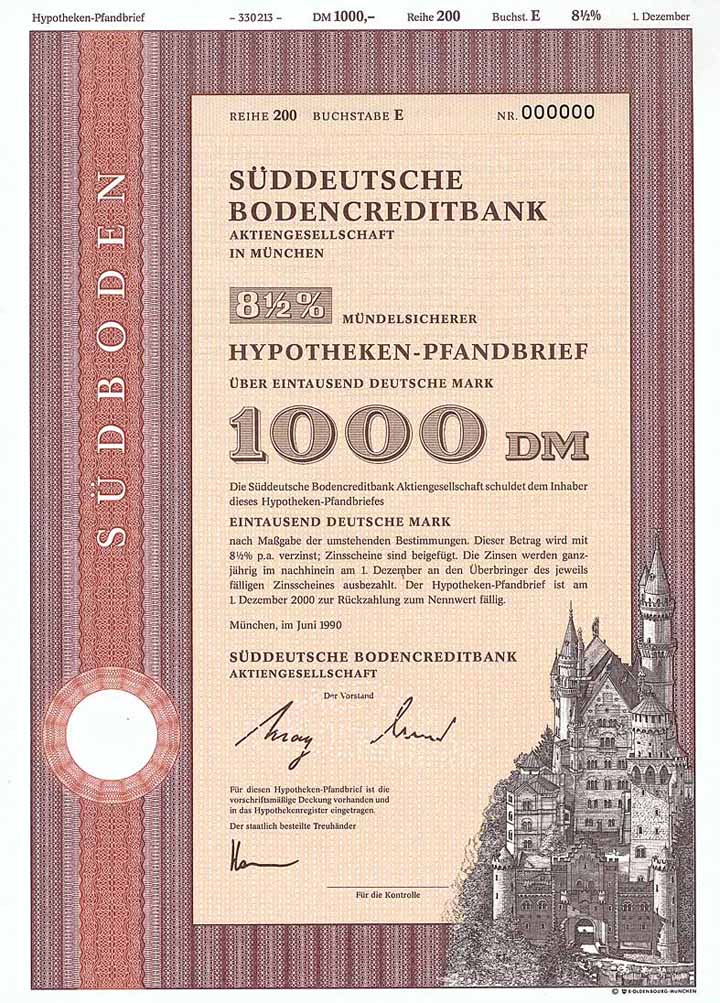 Hypotheken-Pfandbrief – 330213 – DM 1000,– Reihe 200 Buchst. E 8½% 1. Dezember
REIHE 200 BUCHSTABE E NR. 000000
SÜDBODEN
SÜDDEUTSCHE
BODENCREDITBANK
AKTIENGESELLSCHAFT
IN MÜNCHEN
8½% MÜNDELSICHERER
HYPOTHEKEN-PFANDBRIEF
ÜBER EINTAUSEND DEUTSCHE MARK
1000 DM
Die Süddeutsche Bodencreditbank Aktiengesellschaft schuldet dem Inhaber
dieses Hypotheken-Pfandbriefes
EINTAUSEND DEUTSCHE MARK
nach Maßgabe der umstehenden Bestimmungen. Dieser Betrag wird mit
8½% p.a. verzinst; Zinsscheine sind beigefügt. Die Zinsen werden ganz-
jährig im nachhinein am 1. Dezember an den Überbringer des jeweils
fälligen Zinsscheines ausbezahlt. Der Hypotheken-Pfandbrief ist am
1. Dezember 2000 zur Rückzahlung zum Nennwert fällig.
München, im Juni 1990
SÜDDEUTSCHE BODENCREDITBANK
AKTIENGESELLSCHAFT
Der Vorstand
Für diesen Hypotheken-Pfandbrief ist die
vorschriftsmäßige Deckung vorhanden und
in das Hypothekenregister eingetragen.
Der staatlich bestellte Treuhänder
Für die Kontrolle
© R·OLDENBOURG·MÜNCHEN